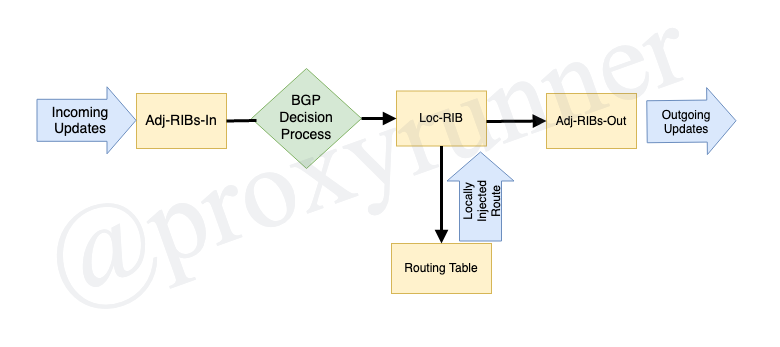 Incoming
Updates
Adj-RIBs-In
BGP
Decision
Process
Loc-RIB
Adj-RIBs-Out
Outgoing
Updates
Locally
Injected
Route
Routing Table
@proxyrunner